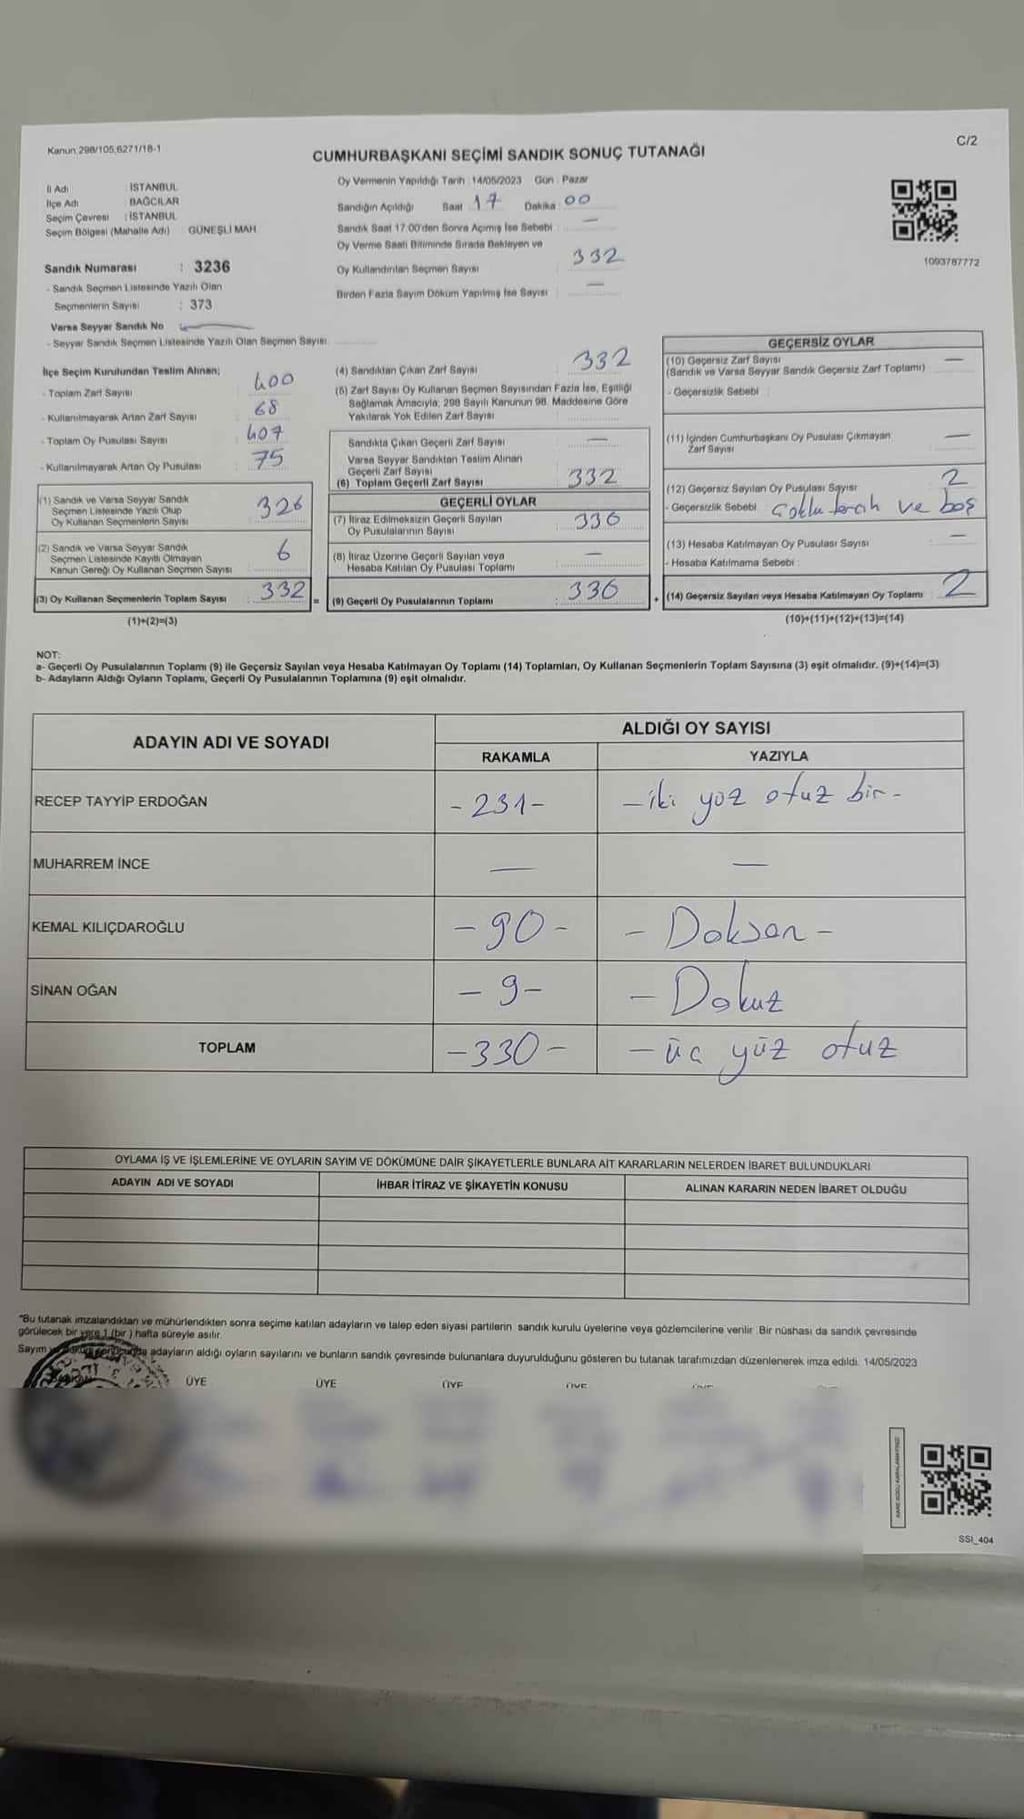 Kanun 298/105,6271/18-1
C/2
CUMHURBAŞKANI SEÇİMİ SANDIK SONUÇ TUTANAĞI
İl Adı : İSTANBUL
İlçe Adı : BAĞCILAR
Seçim Çevresi : İSTANBUL
Seçim Bölgesi (Mahalle Adı) GÜNEŞLİ MAH.
Sandık Numarası : 3236
- Sandık Seçmen Listesinde Yazılı Olan
Seçmenlerin Sayısı : 373
Varsa Seyyar Sandık No
- Seyyar Sandık Seçmen Listesinde Yazılı Olan Seçmen Sayısı
Oy Vermenin Yapıldığı Tarih : 14/05/2023 Gün : Pazar
Sandığın Açıldığı Saat 17 Dakika 00
Sandık Saat 17:00'den Sonra Açılmış İse Sebebi : —
Oy Verme Saati Bitiminde Sırada Bekleyen ve
Oy Kullandırılan Seçmen Sayısı 332
Birden Fazla Sayım Döküm Yapılmış İse Sayısı : —
1093787772
İlçe Seçim Kurulundan Teslim Alınan;
- Toplam Zarf Sayısı 400
- Kullanılmayarak Artan Zarf Sayısı 68
- Toplam Oy Pusulası Sayısı 407
- Kullanılmayarak Artan Oy Pusulası 75
(1) Sandık ve Varsa Seyyar Sandık
Seçmen Listesinde Yazılı Olup
Oy Kullanan Seçmenlerin Sayısı 326
(2) Sandık ve Varsa Seyyar Sandık
Seçmen Listesinde Kayıtlı Olmayan
Kanun Gereği Oy Kullanan Seçmen Sayısı 6
(3) Oy Kullanan Seçmenlerin Toplam Sayısı 332 =
(1)+(2)=(3)
(4) Sandıktan Çıkan Zarf Sayısı 332
(5) Zarf Sayısı Oy Kullanan Seçmen Sayısından Fazla İse, Eşitliği
Sağlamak Amacıyla; 298 Sayılı Kanunun 98. Maddesine Göre
Yakılarak Yok Edilen Zarf Sayısı
Sandıkta Çıkan Geçerli Zarf Sayısı —
Varsa Seyyar Sandıktan Teslim Alınan
Geçerli Zarf Sayısı
(6) Toplam Geçerli Zarf Sayısı 332
GEÇERLİ OYLAR
(7) İtiraz Edilmeksizin Geçerli Sayılan
Oy Pusulalarının Sayısı 330
(8) İtiraz Üzerine Geçerli Sayılan veya
Hesaba Katılan Oy Pusulası Toplamı —
(9) Geçerli Oy Pusulalarının Toplamı : 330 +
GEÇERSİZ OYLAR
(10) Geçersiz Zarf Sayısı —
(Sandık ve Varsa Seyyar Sandık Geçersiz Zarf Toplamı)
- Geçersizlik Sebebi :
(11) İçinden Cumhurbaşkanı Oy Pusulası Çıkmayan
Zarf Sayısı —
(12) Geçersiz Sayılan Oy Pusulası Sayısı 2
- Geçersizlik Sebebi Çoklu tercih ve boş
(13) Hesaba Katılmayan Oy Pusulası Sayısı —
- Hesaba Katılmama Sebebi :
(14) Geçersiz Sayılan veya Hesaba Katılmayan Oy Toplamı 2
(10)+(11)+(12)+(13)=(14)
NOT:
a- Geçerli Oy Pusulalarının Toplamı (9) ile Geçersiz Sayılan veya Hesaba Katılmayan Oy Toplamı (14) Toplamları, Oy Kullanan Seçmenlerin Toplam Sayısına (3) eşit olmalıdır. (9)+(14)=(3)
b- Adayların Aldığı Oyların Toplamı, Geçerli Oy Pusulalarının Toplamına (9) eşit olmalıdır.
ADAYIN ADI VE SOYADI
ALDIĞI OY SAYISI
RAKAMLA YAZIYLA
RECEP TAYYİP ERDOĞAN - 231 - - iki yüz otuz bir -
MUHARREM İNCE — —
KEMAL KILIÇDAROĞLU - 90 - - Doksan -
SİNAN OĞAN - 9 - - Dokuz
TOPLAM - 330 - - üç yüz otuz
OYLAMA İŞ VE İŞLEMLERİNE VE OYLARIN SAYIM VE DÖKÜMÜNE DAİR ŞİKAYETLERLE BUNLARA AİT KARARLARIN NELERDEN İBARET BULUNDUKLARI
ADAYIN ADI VE SOYADI İHBAR İTİRAZ VE ŞİKAYETİN KONUSU ALINAN KARARIN NEDEN İBARET OLDUĞU
"Bu tutanak imzalandıktan ve mühürlendikten sonra seçime katılan adayların ve talep eden siyasi partilerin sandık kurulu üyelerine veya gözlemcilerine verilir. Bir nüshası da sandık çevresinde
görülecek bir yere 1 (bir) hafta süreyle asılır.
Sayım adayların aldığı oyların sayılarını ve bunların sandık çevresinde bulunanlara duyurulduğunu gösteren bu tutanak tarafımızdan düzenlenerek imza edildi. 14/05/2023
BAŞKAN ÜYE ÜYE ÜYE ÜYE
SSI_404